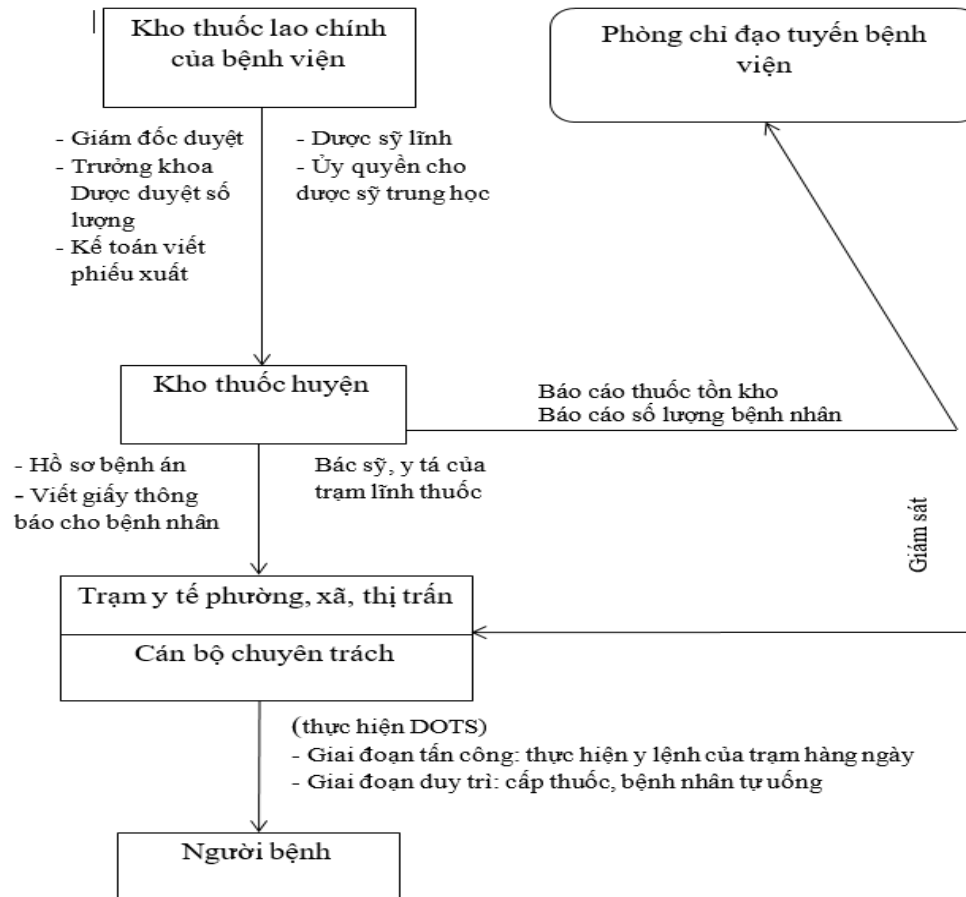 Kho thuốc lao chính
của bệnh viện
Phòng chỉ đạo tuyến bệnh
viện
- Giám đốc duyệt
- Trưởng khoa
Dược duyệt số
lượng
- Kế toán viết
phiếu xuất
- Dược sỹ lĩnh
- Ủy quyền cho
dược sỹ trung học
Kho thuốc huyện
Báo cáo thuốc tồn kho
Báo cáo số lượng bệnh nhân
- Hồ sơ bệnh án
- Viết giấy thông
báo cho bệnh nhân
Bác sỹ, y tá của
trạm lĩnh thuốc
Giám sát
Trạm y tế phường, xã, thị trấn
Cán bộ chuyên trách
(thực hiện DOTS)
- Giai đoạn tấn công: thực hiện y lệnh của trạm hàng ngày
- Giai đoạn duy trì: cấp thuốc, bệnh nhân tự uống
Người bệnh